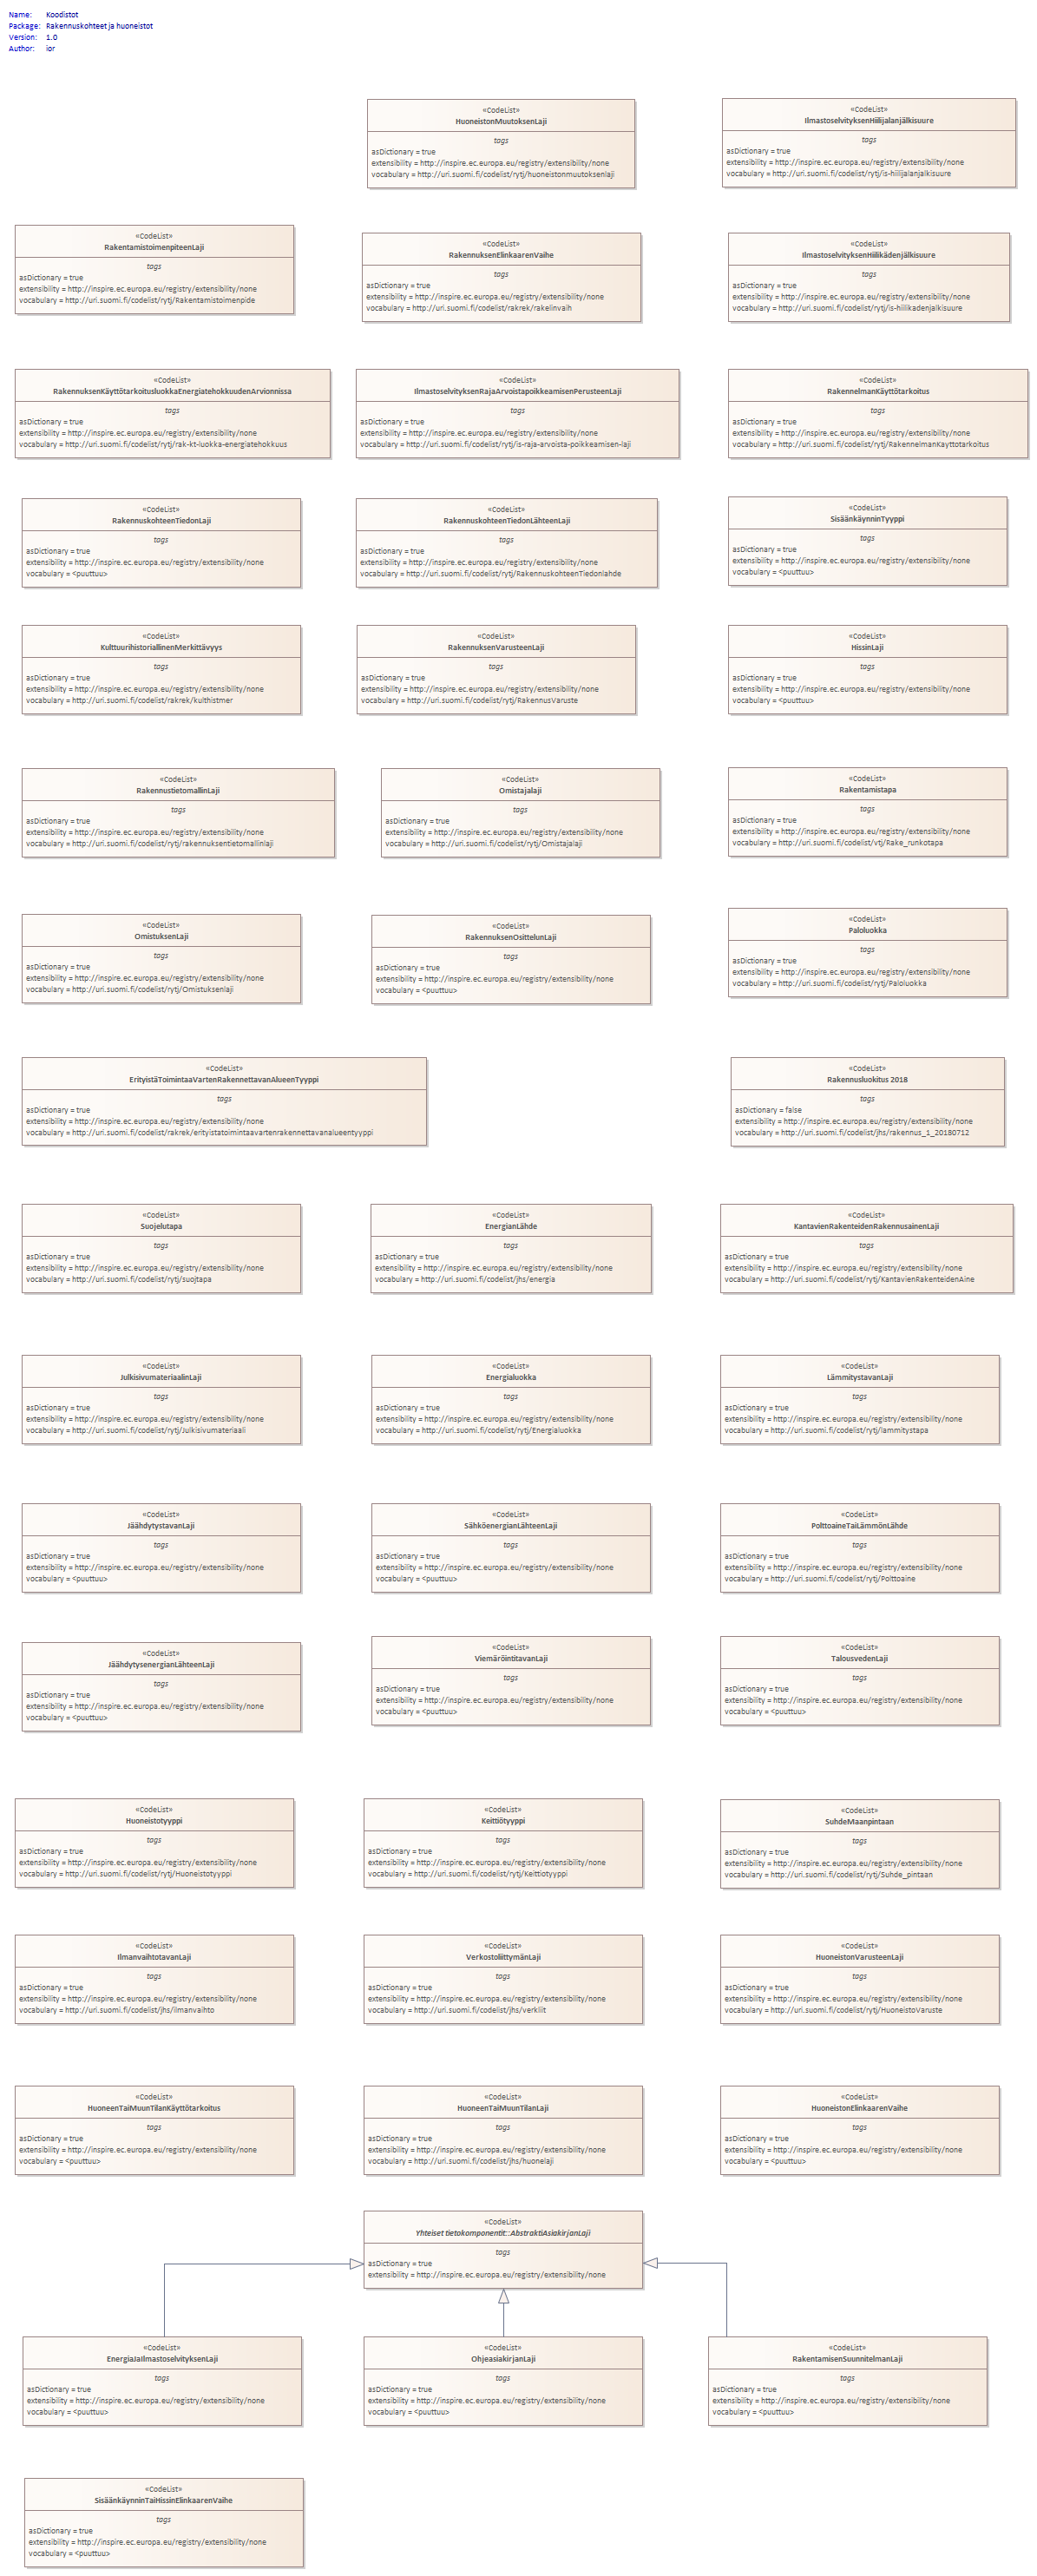 Name: Koodistot
Package: Rakennuskohteet ja huoneistot
Version: 1.0
Author: ior
«CodeList»
HuoneistonMuutoksenLaji
tags
asDictionary = true
extensibility = http://inspire.ec.europa.eu/registry/extensibility/none
vocabulary = http://uri.suomi.fi/codelist/rytj/huoneistonmuutoksenlaji
«CodeList»
IlmastoselvityksenHiilijalanjälkisuure
tags
asDictionary = true
extensibility = http://inspire.ec.europa.eu/registry/extensibility/none
vocabulary = http://uri.suomi.fi/codelist/rytj/is-hiilijalanjalkisuure
«CodeList»
RakentamistoimenpiteenLaji
tags
asDictionary = true
extensibility = http://inspire.ec.europa.eu/registry/extensibility/none
vocabulary = http://uri.suomi.fi/codelist/rytj/Rakentamistoimenpide
«CodeList»
RakennuksenElinkaarenVaihe
tags
asDictionary = true
extensibility = http://inspire.ec.europa.eu/registry/extensibility/none
vocabulary = http://uri.suomi.fi/codelist/rakrek/rakelinvaih
«CodeList»
IlmastoselvityksenHiilikädenjälkisuure
tags
asDictionary = true
extensibility = http://inspire.ec.europa.eu/registry/extensibility/none
vocabulary = http://uri.suomi.fi/codelist/rytj/is-hiilikadenjalkisuure
«CodeList»
RakennuksenKäyttötarkoitusluokkaEnergiatehokkuudenArvionnissa
tags
asDictionary = true
extensibility = http://inspire.ec.europa.eu/registry/extensibility/none
vocabulary = http://uri.suomi.fi/codelist/rytj/rak-kt-luokka-energiatehokkuus
«CodeList»
IlmastoselvityksenRajaArvoistapoikkeamisenPerusteenLaji
tags
asDictionary = true
extensibility = http://inspire.ec.europa.eu/registry/extensibility/none
vocabulary = http://uri.suomi.fi/codelist/rytj/is-raja-arvoista-poikkeamisen-laji
«CodeList»
RakennelmanKäyttötarkoitus
tags
asDictionary = true
extensibility = http://inspire.ec.europa.eu/registry/extensibility/none
vocabulary = http://uri.suomi.fi/codelist/rytj/RakennelmanKayttotarkoitus
«CodeList»
RakennuskohteenTiedonLaji
tags
asDictionary = true
extensibility = http://inspire.ec.europa.eu/registry/extensibility/none
vocabulary = <puuttuu>
«CodeList»
RakennuskohteenTiedonLähteenLaji
tags
asDictionary = true
extensibility = http://inspire.ec.europa.eu/registry/extensibility/none
vocabulary = http://uri.suomi.fi/codelist/rytj/RakennuskohteenTiedonlahde
«CodeList»
SisäänkäynninTyyppi
tags
asDictionary = true
extensibility = http://inspire.ec.europa.eu/registry/extensibility/none
vocabulary = <puuttuu>
«CodeList»
KulttuurihistoriallinenMerkittävyys
tags
asDictionary = true
extensibility = http://inspire.ec.europa.eu/registry/extensibility/none
vocabulary = http://uri.suomi.fi/codelist/rakrek/kulthistmer
«CodeList»
RakennuksenVarusteenLaji
tags
asDictionary = true
extensibility = http://inspire.ec.europa.eu/registry/extensibility/none
vocabulary = http://uri.suomi.fi/codelist/rytj/RakennusVaruste
«CodeList»
HissinLaji
tags
asDictionary = true
extensibility = http://inspire.ec.europa.eu/registry/extensibility/none
vocabulary = <puuttuu>
«CodeList»
RakennustietomallinLaji
tags
asDictionary = true
extensibility = http://inspire.ec.europa.eu/registry/extensibility/none
vocabulary = http://uri.suomi.fi/codelist/rytj/rakennuksentietomallinlaji
«CodeList»
Omistajalaji
tags
asDictionary = true
extensibility = http://inspire.ec.europa.eu/registry/extensibility/none
vocabulary = http://uri.suomi.fi/codelist/rytj/Omistajalaji
«CodeList»
Rakentamistapa
tags
asDictionary = true
extensibility = http://inspire.ec.europa.eu/registry/extensibility/none
vocabulary = http://uri.suomi.fi/codelist/vtj/Rake_runkotapa
«CodeList»
OmistuksenLaji
tags
asDictionary = true
extensibility = http://inspire.ec.europa.eu/registry/extensibility/none
vocabulary = http://uri.suomi.fi/codelist/rytj/Omistuksenlaji
«CodeList»
RakennuksenOsittelunLaji
tags
asDictionary = true
extensibility = http://inspire.ec.europa.eu/registry/extensibility/none
vocabulary = <puuttuu>
«CodeList»
Paloluokka
tags
asDictionary = true
extensibility = http://inspire.ec.europa.eu/registry/extensibility/none
vocabulary = http://uri.suomi.fi/codelist/rytj/Paloluokka
«CodeList»
ErityistäToimintaaVartenRakennettavanAlueenTyyppi
tags
asDictionary = true
extensibility = http://inspire.ec.europa.eu/registry/extensibility/none
vocabulary = http://uri.suomi.fi/codelist/rakrek/erityistatoimintaavartenrakennettavanalueentyyppi
«CodeList»
Rakennusluokitus 2018
tags
asDictionary = false
extensibility = http://inspire.ec.europa.eu/registry/extensibility/none
vocabulary = http://uri.suomi.fi/codelist/jhs/rakennus_1_20180712
«CodeList»
Suojelutapa
tags
asDictionary = true
extensibility = http://inspire.ec.europa.eu/registry/extensibility/none
vocabulary = http://uri.suomi.fi/codelist/rytj/suojtapa
«CodeList»
EnergianLähde
tags
asDictionary = true
extensibility = http://inspire.ec.europa.eu/registry/extensibility/none
vocabulary = http://uri.suomi.fi/codelist/jhs/energia
«CodeList»
KantavienRakenteidenRakennusainenLaji
tags
asDictionary = true
extensibility = http://inspire.ec.europa.eu/registry/extensibility/none
vocabulary = http://uri.suomi.fi/codelist/rytj/KantavienRakenteidenAine
«CodeList»
JulkisivumateriaalinLaji
tags
asDictionary = true
extensibility = http://inspire.ec.europa.eu/registry/extensibility/none
vocabulary = http://uri.suomi.fi/codelist/rytj/Julkisivumateriaali
«CodeList»
Energialuokka
tags
asDictionary = true
extensibility = http://inspire.ec.europa.eu/registry/extensibility/none
vocabulary = http://uri.suomi.fi/codelist/rytj/Energialuokka
«CodeList»
LämmitystavanLaji
tags
asDictionary = true
extensibility = http://inspire.ec.europa.eu/registry/extensibility/none
vocabulary = http://uri.suomi.fi/codelist/rytj/lammitystapa
«CodeList»
JäähdytystavanLaji
tags
asDictionary = true
extensibility = http://inspire.ec.europa.eu/registry/extensibility/none
vocabulary = <puuttuu>
«CodeList»
SähköenergianLähteenLaji
tags
asDictionary = true
extensibility = http://inspire.ec.europa.eu/registry/extensibility/none
vocabulary = <puuttuu>
«CodeList»
PolttoaineTaiLämmönLähde
tags
asDictionary = true
extensibility = http://inspire.ec.europa.eu/registry/extensibility/none
vocabulary = http://uri.suomi.fi/codelist/rytj/Polttoaine
«CodeList»
JäähdytysenergianLähteenLaji
tags
asDictionary = true
extensibility = http://inspire.ec.europa.eu/registry/extensibility/none
vocabulary = <puuttuu>
«CodeList»
ViemäröintitavanLaji
tags
asDictionary = true
extensibility = http://inspire.ec.europa.eu/registry/extensibility/none
vocabulary = <puuttuu>
«CodeList»
TalousvedenLaji
tags
asDictionary = true
extensibility = http://inspire.ec.europa.eu/registry/extensibility/none
vocabulary = <puuttuu>
«CodeList»
Huoneistotyyppi
tags
asDictionary = true
extensibility = http://inspire.ec.europa.eu/registry/extensibility/none
vocabulary = http://uri.suomi.fi/codelist/rytj/Huoneistotyyppi
«CodeList»
Keittiötyyppi
tags
asDictionary = true
extensibility = http://inspire.ec.europa.eu/registry/extensibility/none
vocabulary = http://uri.suomi.fi/codelist/rytj/Keittiotyyppi
«CodeList»
SuhdeMaanpintaan
tags
asDictionary = true
extensibility = http://inspire.ec.europa.eu/registry/extensibility/none
vocabulary = http://uri.suomi.fi/codelist/rytj/Suhde_pintaan
«CodeList»
IlmanvaihtotavanLaji
tags
asDictionary = true
extensibility = http://inspire.ec.europa.eu/registry/extensibility/none
vocabulary = http://uri.suomi.fi/codelist/jhs/ilmanvaihto
«CodeList»
VerkostoliittymänLaji
tags
asDictionary = true
extensibility = http://inspire.ec.europa.eu/registry/extensibility/none
vocabulary = http://uri.suomi.fi/codelist/jhs/verkliit
«CodeList»
HuoneistonVarusteenLaji
tags
asDictionary = true
extensibility = http://inspire.ec.europa.eu/registry/extensibility/none
vocabulary = http://uri.suomi.fi/codelist/rytj/HuoneistoVaruste
«CodeList»
HuoneenTaiMuunTilanKäyttötarkoitus
tags
asDictionary = true
extensibility = http://inspire.ec.europa.eu/registry/extensibility/none
vocabulary = <puuttuu>
«CodeList»
HuoneenTaiMuunTilanLaji
tags
asDictionary = true
extensibility = http://inspire.ec.europa.eu/registry/extensibility/none
vocabulary = http://uri.suomi.fi/codelist/jhs/huonelaji
«CodeList»
HuoneistonElinkaarenVaihe
tags
asDictionary = true
extensibility = http://inspire.ec.europa.eu/registry/extensibility/none
vocabulary = <puuttuu>
«CodeList»
Yhteiset tietokomponentit::AbstraktiAsiakirjanLaji
tags
asDictionary = true
extensibility = http://inspire.ec.europa.eu/registry/extensibility/none
«CodeList»
EnergiaJaIlmastoselvityksenLaji
tags
asDictionary = true
extensibility = http://inspire.ec.europa.eu/registry/extensibility/none
vocabulary = <puuttuu>
«CodeList»
OhjeasiakirjanLaji
tags
asDictionary = true
extensibility = http://inspire.ec.europa.eu/registry/extensibility/none
vocabulary = <puuttuu>
«CodeList»
RakentamisenSuunnitelmanLaji
tags
asDictionary = true
extensibility = http://inspire.ec.europa.eu/registry/extensibility/none
vocabulary = <puuttuu>
«CodeList»
SisäänkäynninTaiHissinElinkaarenVaihe
tags
asDictionary = true
extensibility = http://inspire.ec.europa.eu/registry/extensibility/none
vocabulary = <puuttuu>